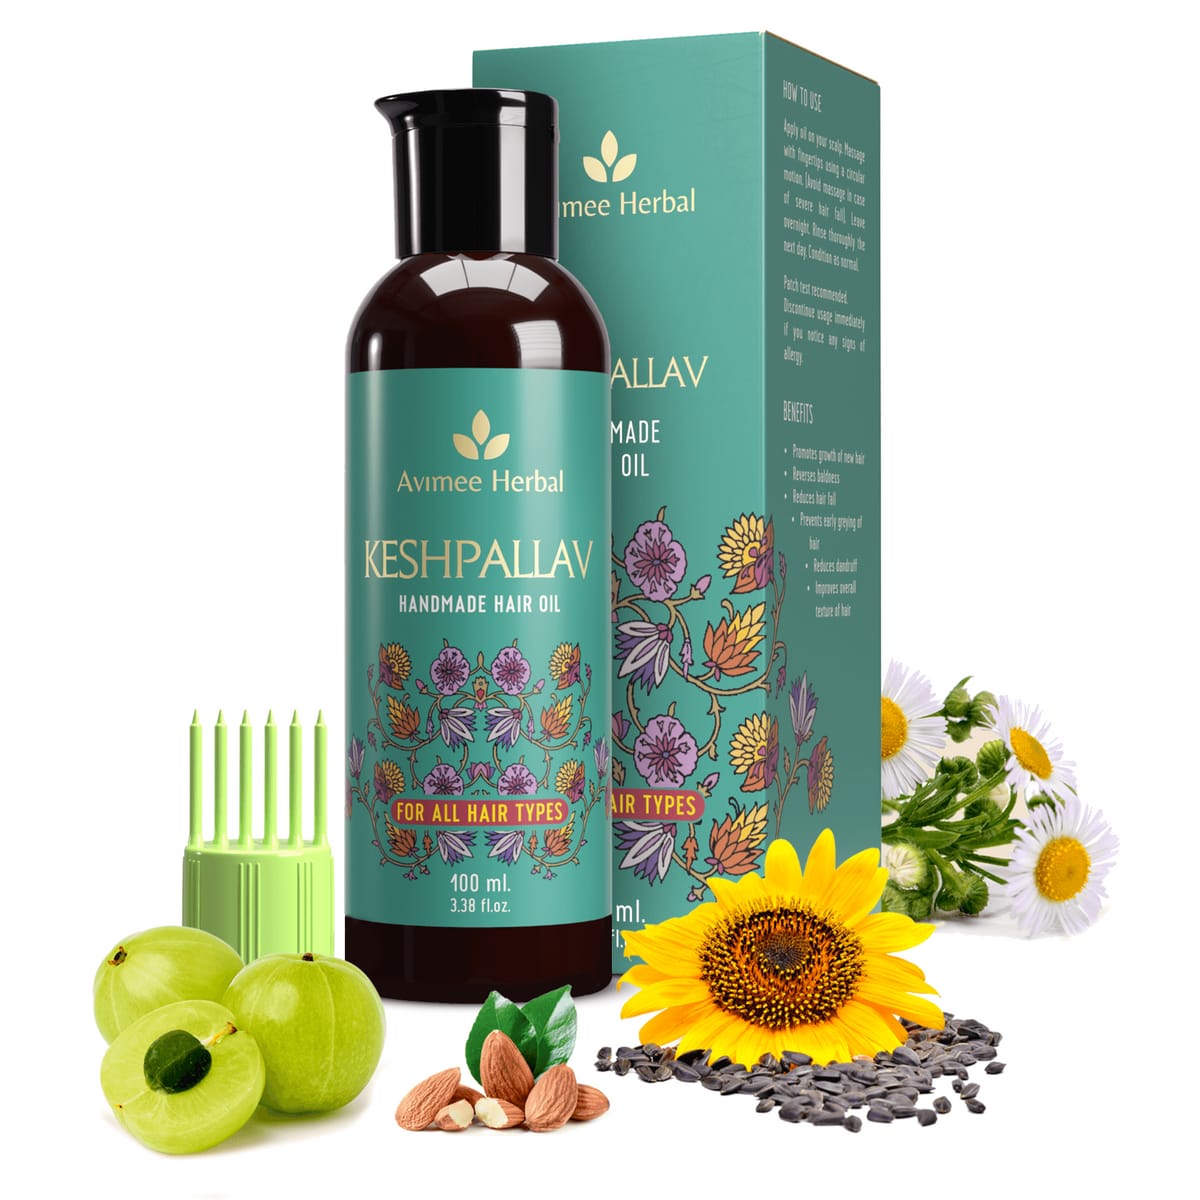 Avimee Herbal
KESHPALLAV
HANDMADE HAIR OIL
FOR ALL HAIR TYPES
100 ml.
3.38 fl.oz.
mee Herbal
ALLAV
MADE
OIL
AIR TYPES
ml.
HOW TO USE
Apply oil on your scalp. Massage
with fingertips using a circular
motion. (Avoid massage in case
of severe hair fall). Leave
overnight. Rinse thoroughly the
next day. Condition as normal.
Patch test recommended.
Discontinue usage immediately
if you notice any signs of
allergy.
BENEFITS
• Promotes growth of new hair
• Reverses baldness
• Reduces hair fall
• Prevents early greying of
hair
• Reduces dandruff
• Improves overall
texture of hair